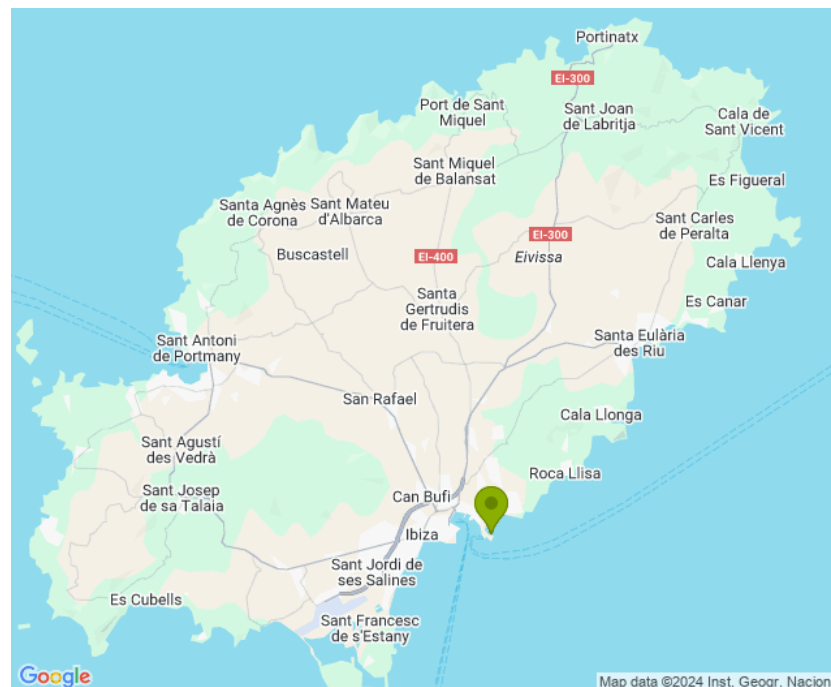 Portinatx
EI-300
Port de Sant
Miquel
Sant Joan
de Labritja
Cala de
Sant Vicent
Sant Miquel
de Balansat
Es Figueral
Santa Agnès
de Corona
Sant Mateu
d'Albarca
Sant Carles
de Peralta
EI-300
Buscastell
EI-400
Eivissa
Cala Llenya
Santa
Gertrudis
de Fruitera
Es Canar
Sant Antoni
de Portmany
Santa Eulària
des Riu
San Rafael
Cala Llonga
Sant Agustí
des Vedrà
Roca Llisa
Sant Josep
de sa Talaia
Can Bufi
Ibiza
Sant Jordi de
ses Salines
Es Cubells
Sant Francesc
de s'Estany
Google
Map data ©2024 Inst. Geogr. Nacion